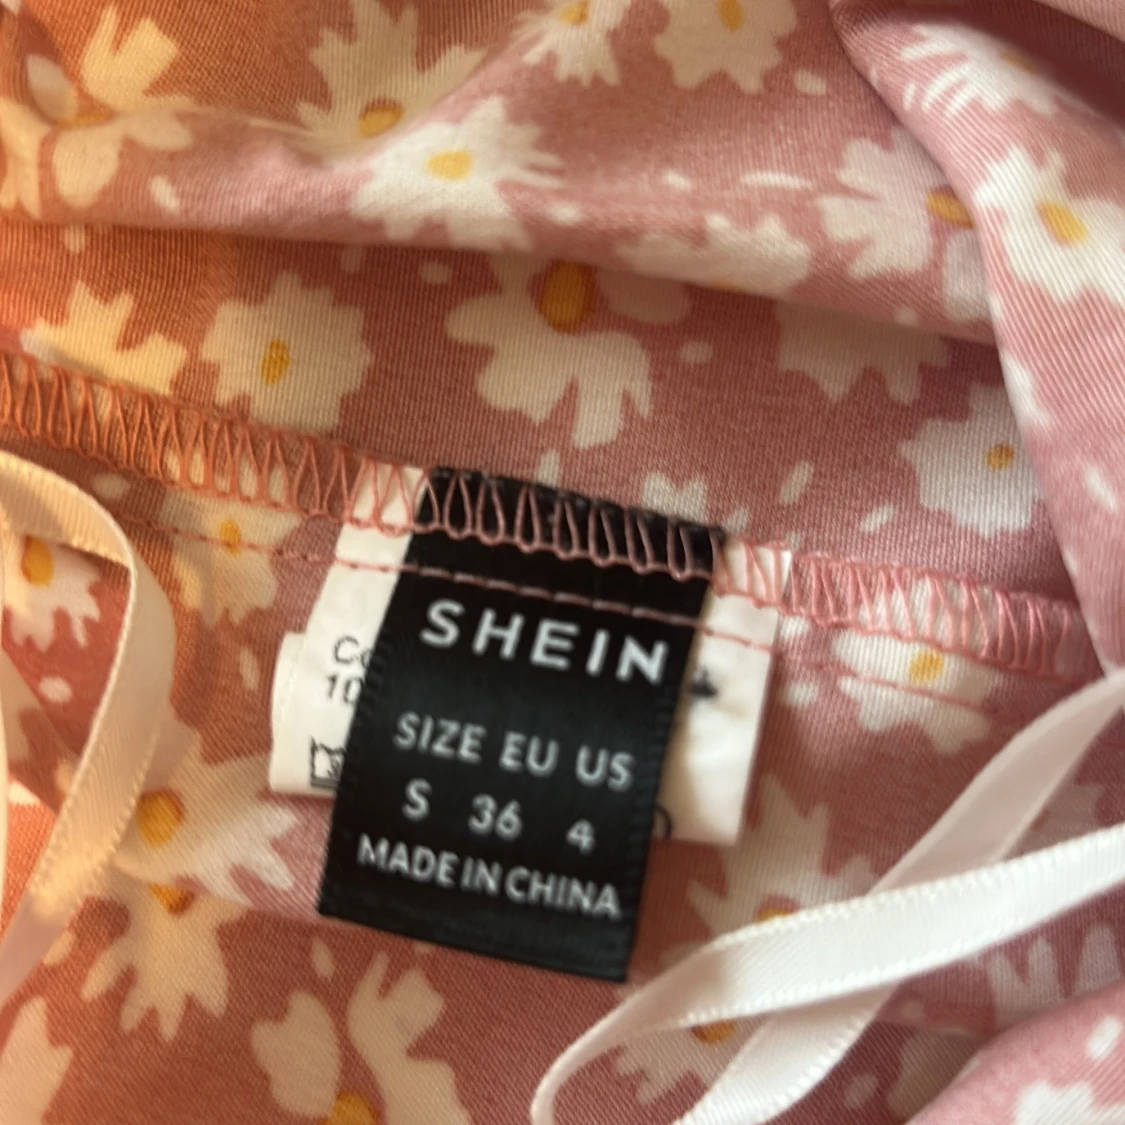 SHEIN
SIZE EU US
S 36 4
MADE IN CHINA